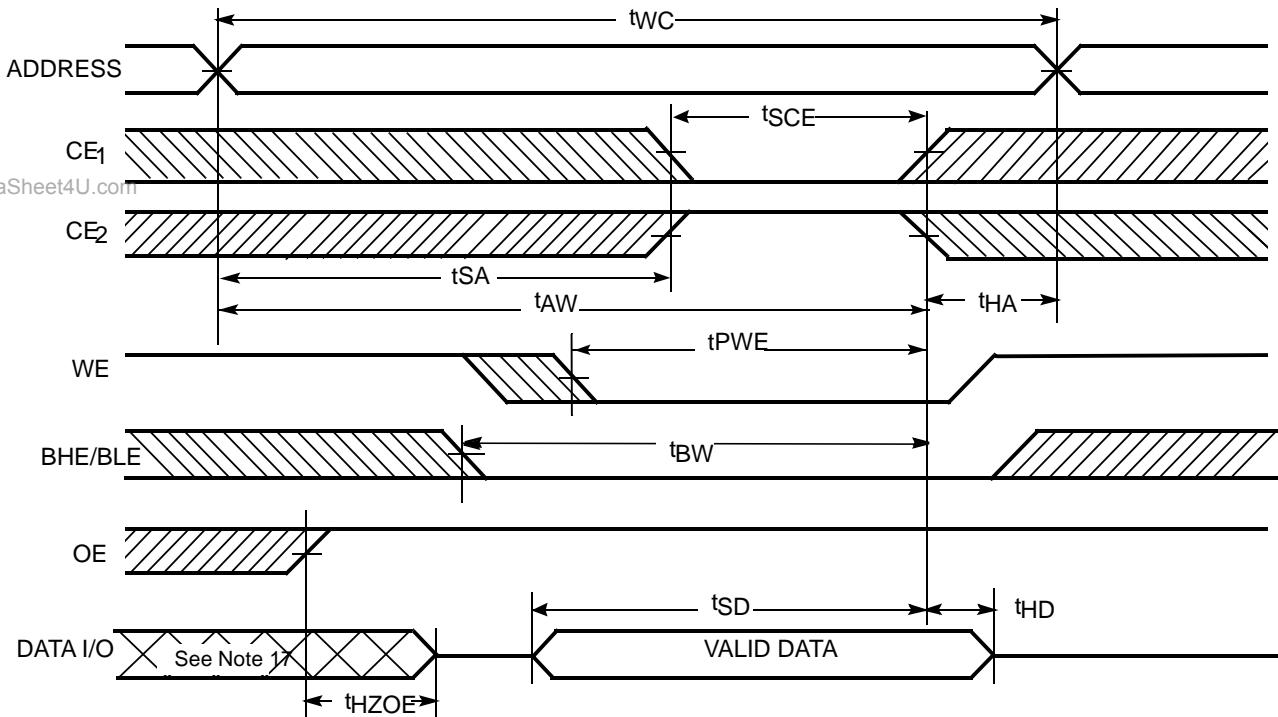 tWC
ADDRESS
tSCE
CE1
aSheet4U.com
CE2
tSA
tAW
tHA
tPWE
WE
tBW
BHE/BLE
OE
tSD
tHD
DATA I/O
See Note 17
VALID DATA
tHZOE